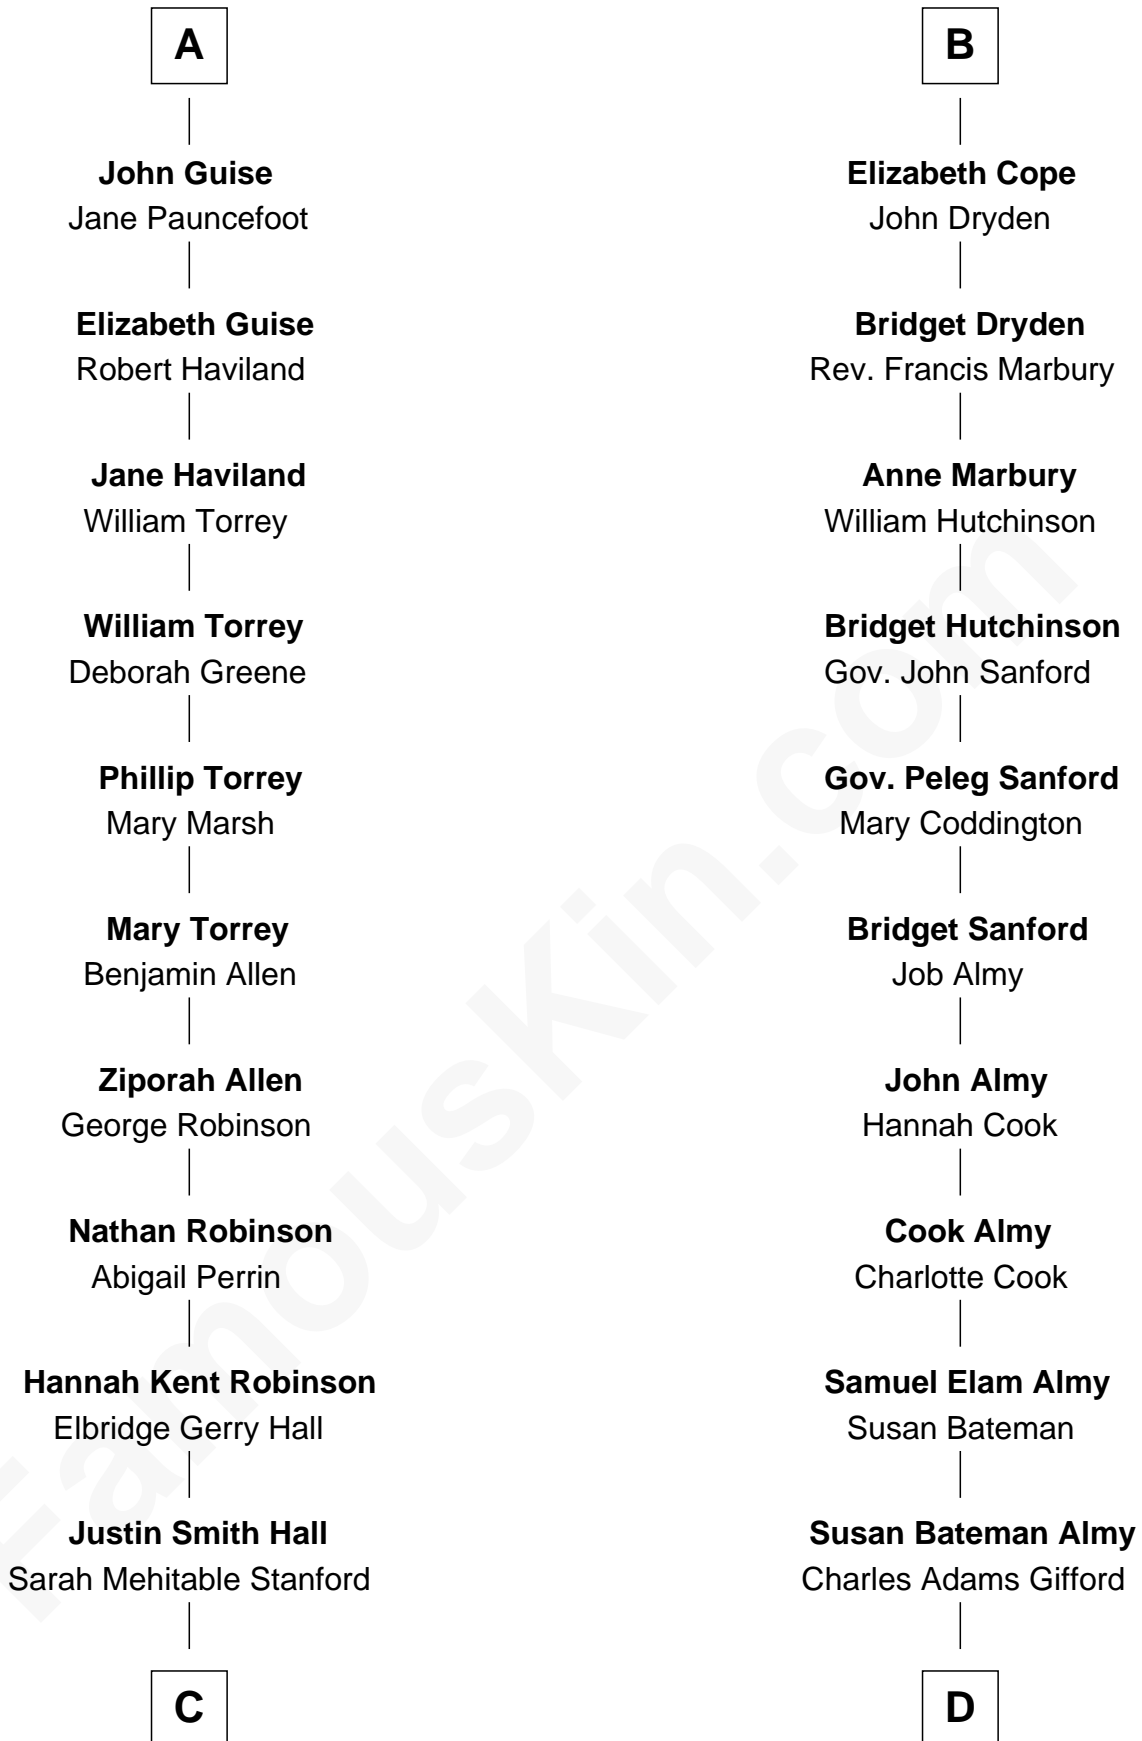 A
John Guise
Jane Pauncefoot
Elizabeth Guise
Robert Haviland
Jane Haviland
William Torrey
William Torrey
Deborah Greene
Phillip Torrey
Mary Marsh
Mary Torrey
Benjamin Allen
Ziporah Allen
George Robinson
Nathan Robinson
Abigail Perrin
Hannah Kent Robinson
Elbridge Gerry Hall
Justin Smith Hall
Sarah Mehitable Stanford
C
B
Elizabeth Cope
John Dryden
Bridget Dryden
Rev. Francis Marbury
Anne Marbury
William Hutchinson
Bridget Hutchinson
Gov. John Sanford
Gov. Peleg Sanford
Mary Coddington
Bridget Sanford
Job Almy
John Almy
Hannah Cook
Cook Almy
Charlotte Cook
Samuel Elam Almy
Susan Bateman
Susan Bateman Almy
Charles Adams Gifford
D
FamousKin.com